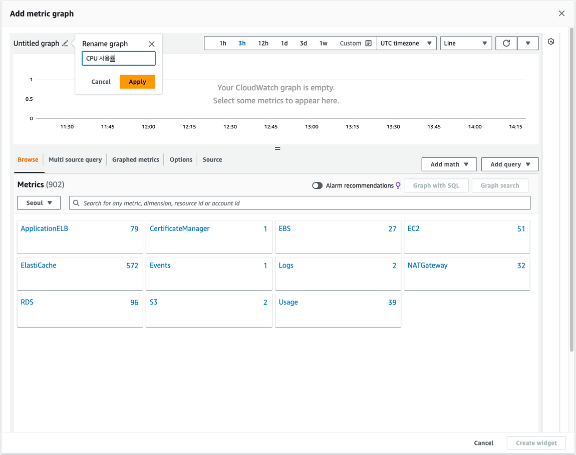 Add metric graph
Untitled graph
Rename graph
CPU 사용률
Cancel
Apply
1h 3h 12h 1d 3d 1w Custom UTC timezone Line
Your CloudWatch graph is empty.
Select some metrics to appear here.
1
0.5
0
11:30 11:45 12:00 12:15 12:30 12:45 13:00 13:15 13:30 13:45 14:00 14:15
Browse Multi source query Graphed metrics Options Source
Add math Add query
Metrics (902)
Alarm recommendations
Graph with SQL Graph search
Seoul
Search for any metric, dimension, resource id or account id
ApplicationELB 79 CertificateManager 1 EBS 27 EC2 51
ElastiCache 572 Events 1 Logs 2 NATGateway 32
RDS 96 S3 2 Usage 39
Cancel Create widget